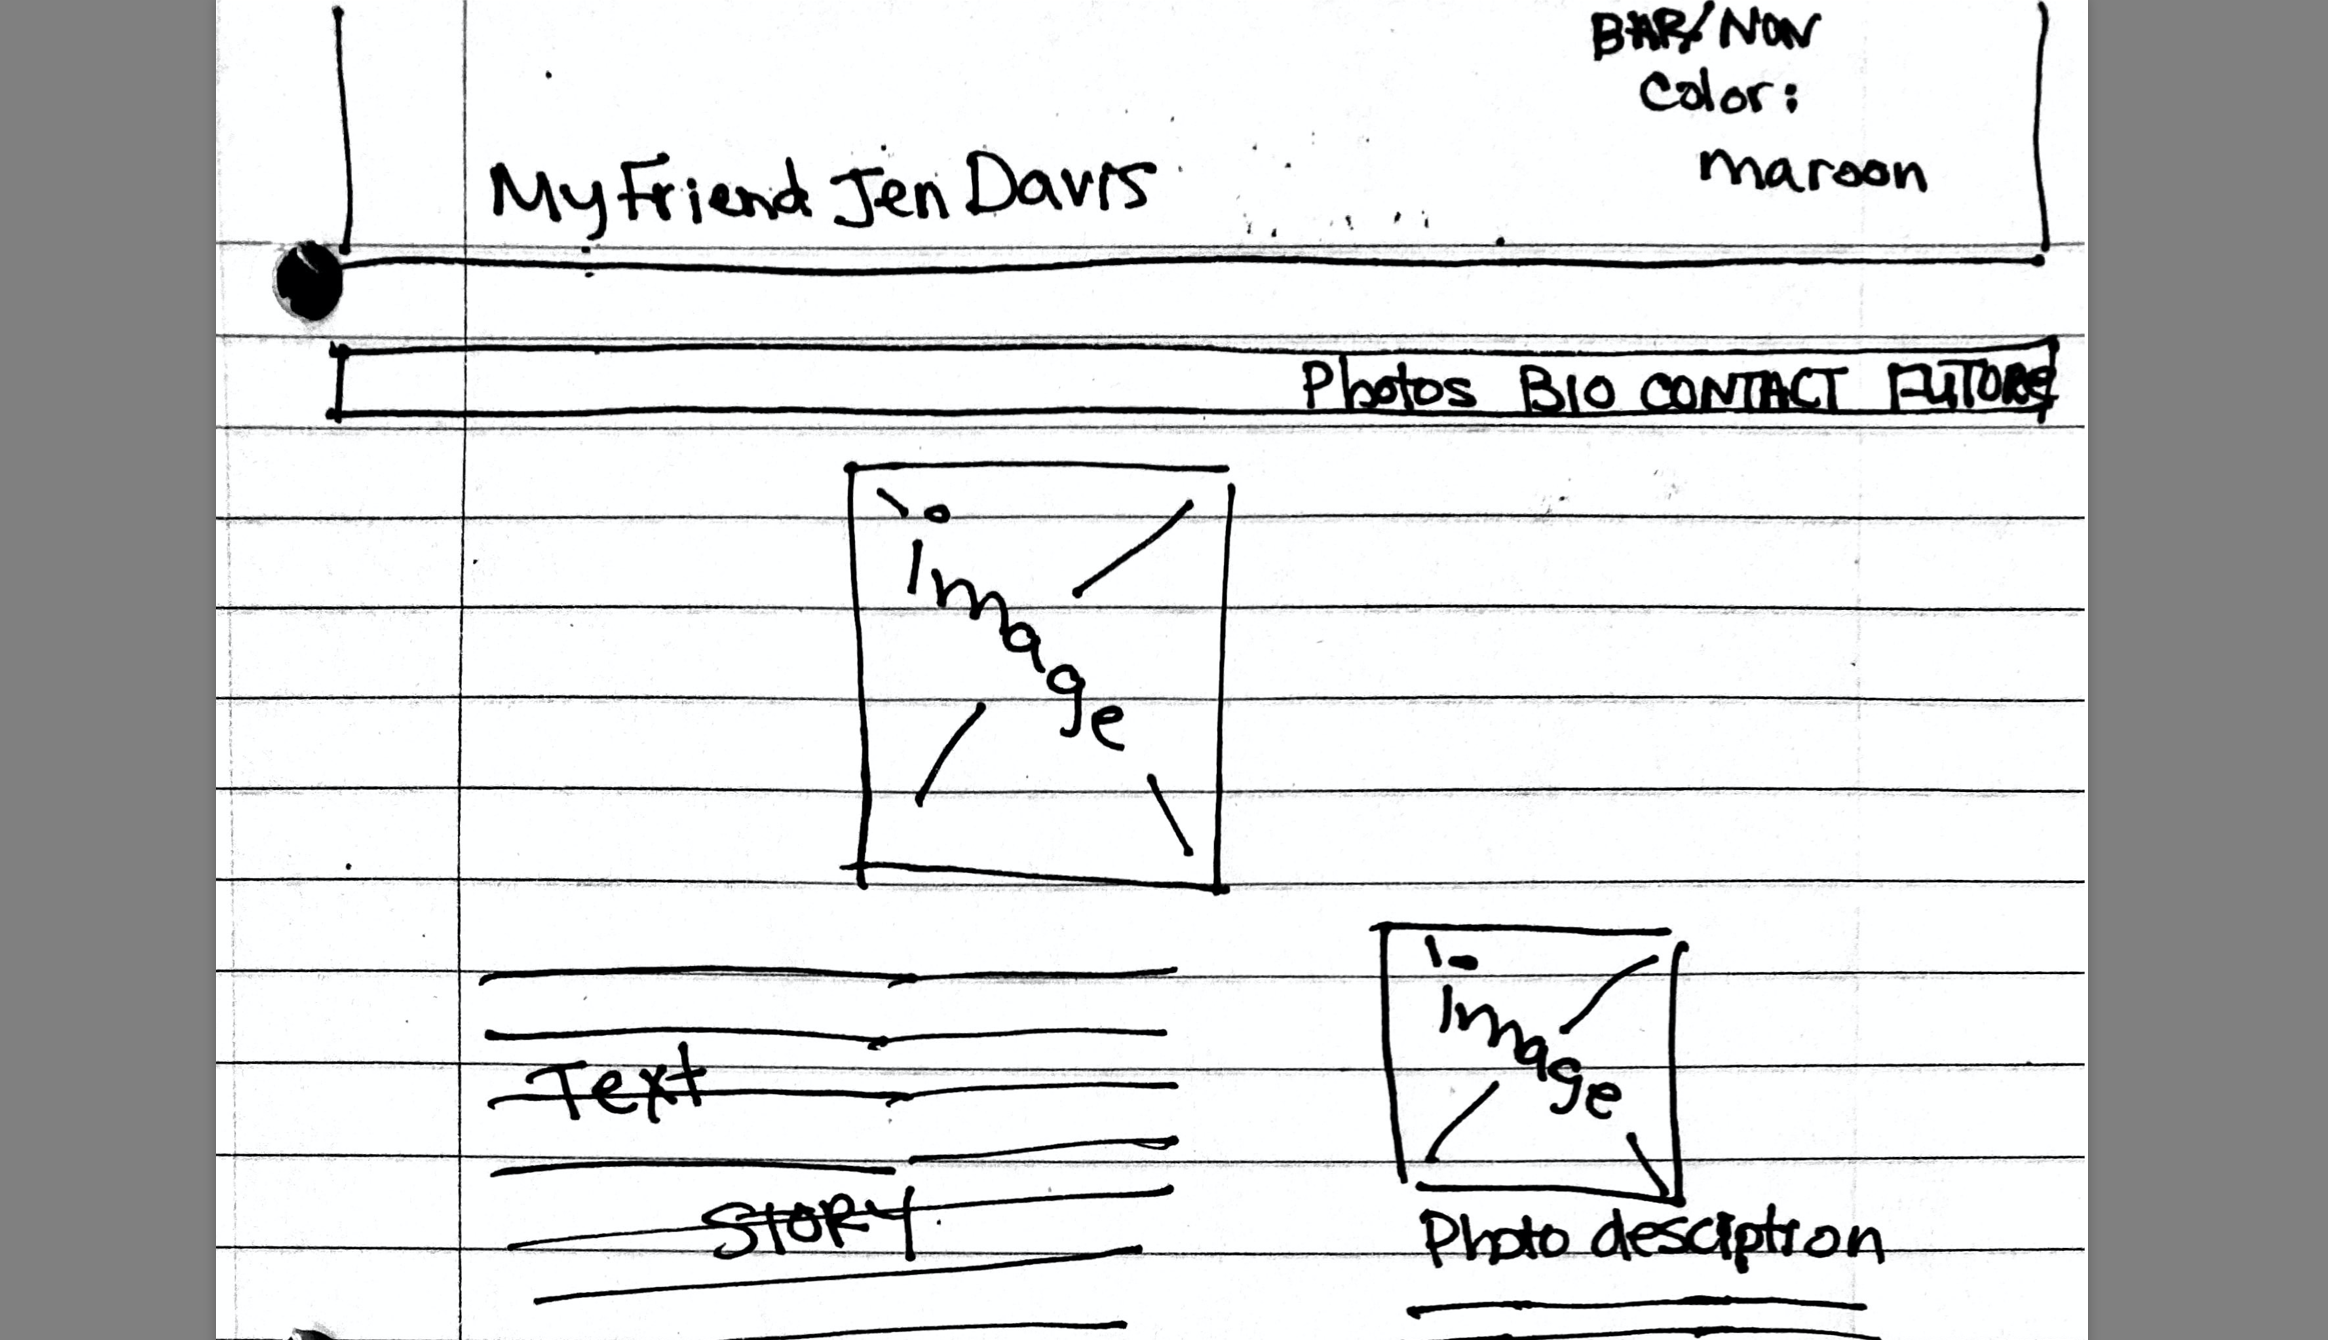 BAR/NAV
Color:
maroon
My Friend Jen Davis
Photos BIO CONTACT FUTURE
Image
Image
Text
STORY
Photo desciption